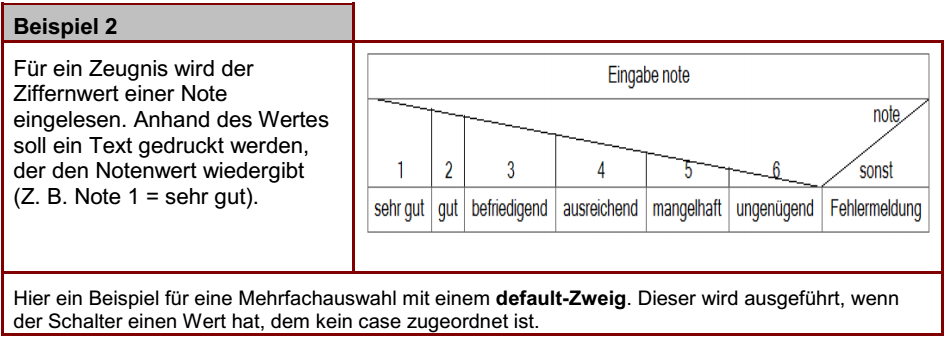 Beispiel 2
Für ein Zeugnis wird der
Ziffernwert einer Note
eingelesen. Anhand des Wertes
soll ein Text gedruckt werden,
der den Notenwert wiedergibt
(Z. B. Note 1 = sehr gut).
Eingabe note
note
1 2 3 4 5 6 sonst
sehr gut gut befriedigend ausreichend mangelhaft ungenügend Fehlermeldung
Hier ein Beispiel für eine Mehrfachauswahl mit einem default-Zweig. Dieser wird ausgeführt, wenn
der Schalter einen Wert hat, dem kein case zugeordnet ist.